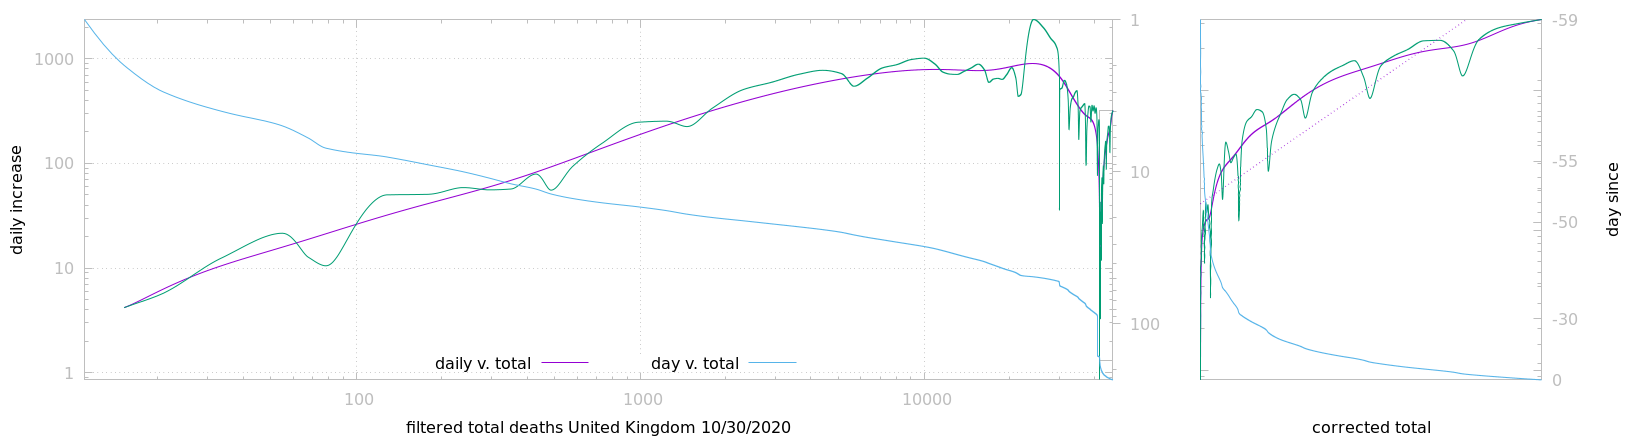 1000
100
10
1
daily increase
1
10
100
daily v. total
day v. total
100
1000
10000
filtered total deaths United Kingdom 10/30/2020
-59
-55
-50
-30
0
day since
corrected total